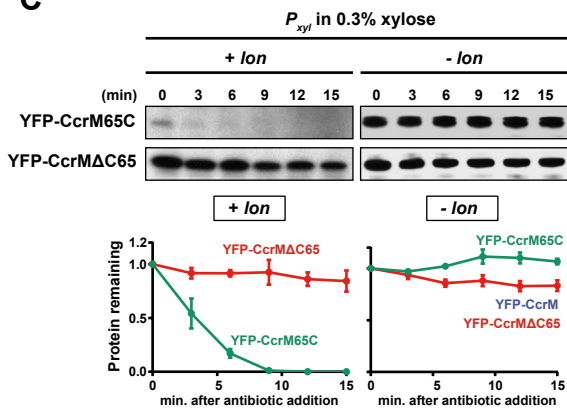 C
P_xyl in 0.3% xylose
+ lon - lon
(min) 0 3 6 9 12 15 0 3 6 9 12 15
YFP-CcrM65C
YFP-CcrMΔC65
+ lon - lon
1.2
1.0
0.5
0.0
Protein remaining
YFP-CcrMΔC65
YFP-CcrM65C
0 5 10 15
min. after antibiotic addition
YFP-CcrM65C
YFP-CcrM
YFP-CcrMΔC65
0 5 10 15
min. after antibiotic addition